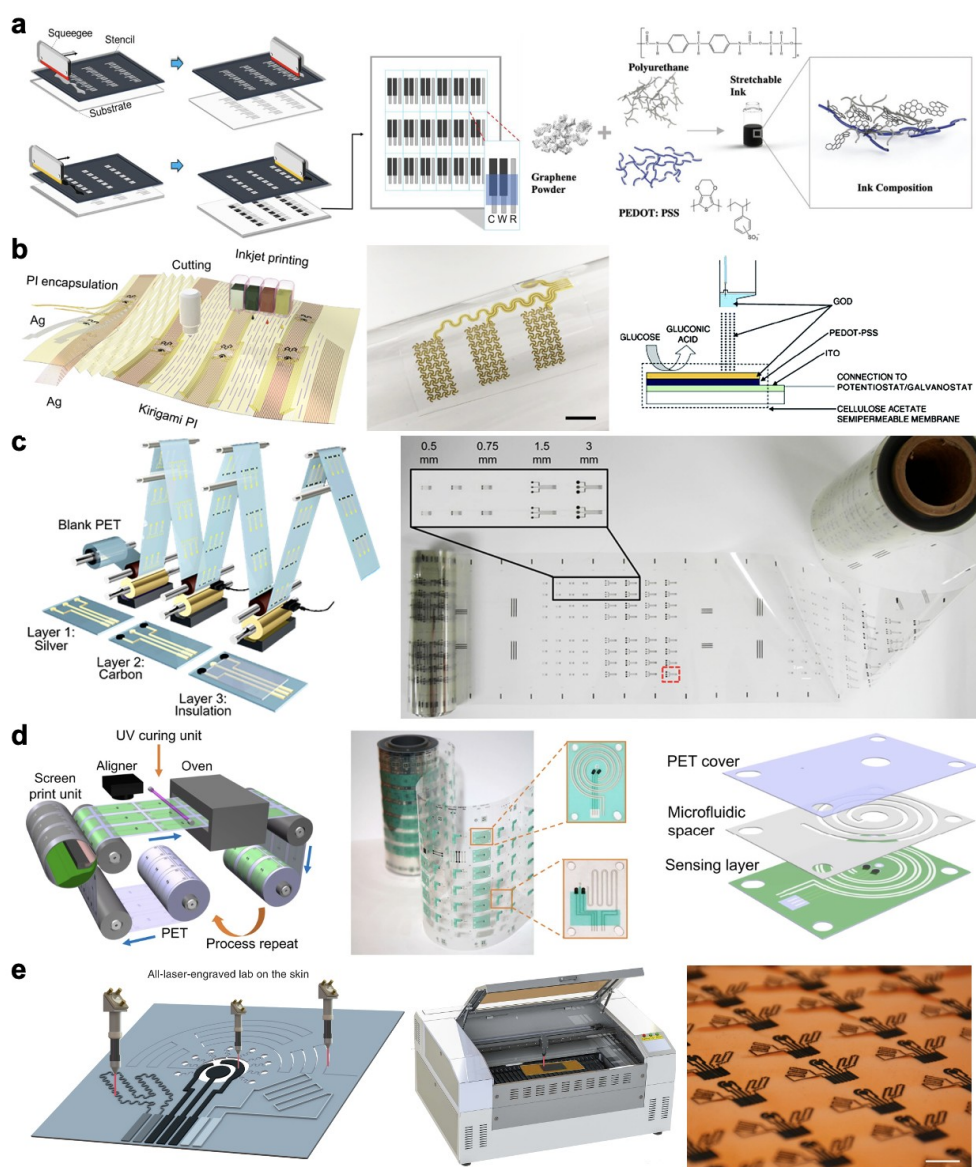 a
Squeegee
Stencil
Substrate
C W R
Graphene
Powder
Polyurethane
PEDOT: PSS
Stretchable
Ink
Ink Composition
b
PI encapsulation
Cutting
Inkjet printing
Ag
Ag
Kirigami PI
GLUCOSE
GLUCONIC
ACID
GOD
PEDOT-PSS
ITO
CONNECTION TO
POTENTIOSTAT/GALVANOSTAT
CELLULOSE ACETATE
SEMIPERMEABLE MEMBRANE
c
Blank PET
Layer 1:
Silver
Layer 2:
Carbon
Layer 3:
Insulation
0.5 0.75 1.5 3
mm mm mm mm
d
UV curing unit
Aligner
Oven
Screen
print unit
PET
Process repeat
PET cover
Microfluidic
spacer
Sensing layer
e
All-laser-engraved lab on the skin